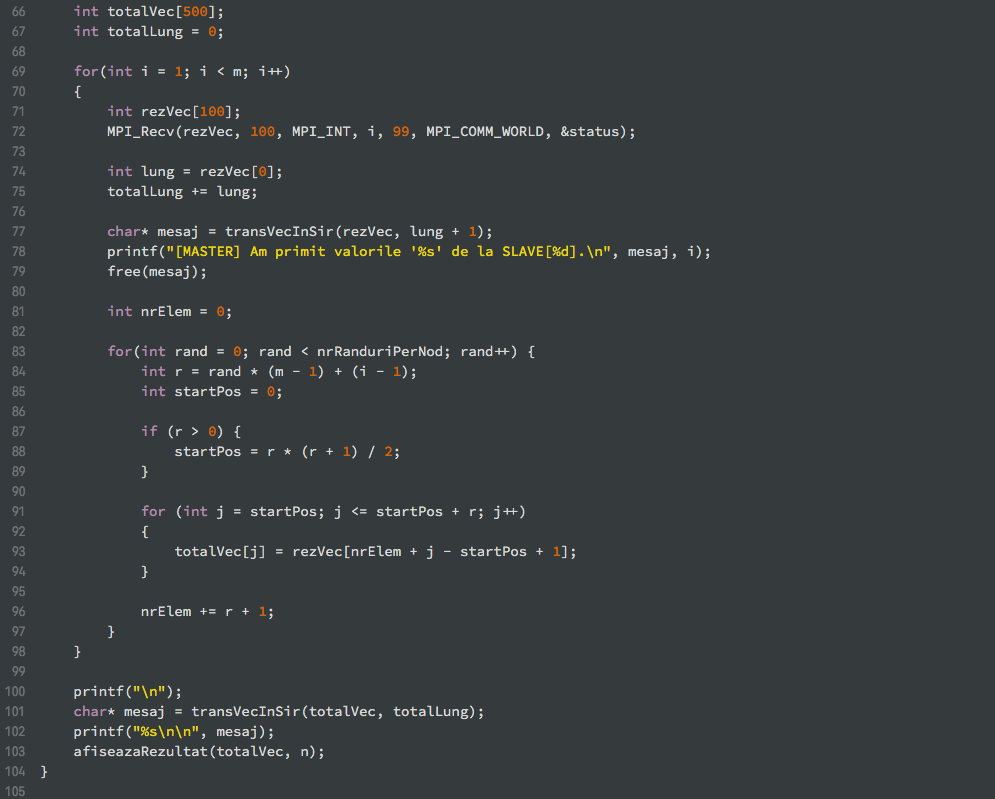 66 int totalVec[500];
67 int totalLung = 0;
68
69 for(int i = 1; i < m; i++)
70 {
71 int rezVec[100];
72 MPI_Recv(rezVec, 100, MPI_INT, i, 99, MPI_COMM_WORLD, &status);
73
74 int lung = rezVec[0];
75 totalLung += lung;
76
77 char* mesaj = transVecInSir(rezVec, lung + 1);
78 printf("[MASTER] Am primit valorile '%s' de la SLAVE[%d].\n", mesaj, i);
79 free(mesaj);
80
81 int nrElem = 0;
82
83 for(int rand = 0; rand < nrRanduriPerNod; rand++) {
84 int r = rand * (m - 1) + (i - 1);
85 int startPos = 0;
86
87 if (r > 0) {
88 startPos = r * (r + 1) / 2;
89 }
90
91 for (int j = startPos; j <= startPos + r; j++)
92 {
93 totalVec[j] = rezVec[nrElem + j - startPos + 1];
94 }
95
96 nrElem += r + 1;
97 }
98 }
99
100 printf("\n");
101 char* mesaj = transVecInSir(totalVec, totalLung);
102 printf("%s\n\n", mesaj);
103 afiseazaRezultat(totalVec, n);
104 }
105